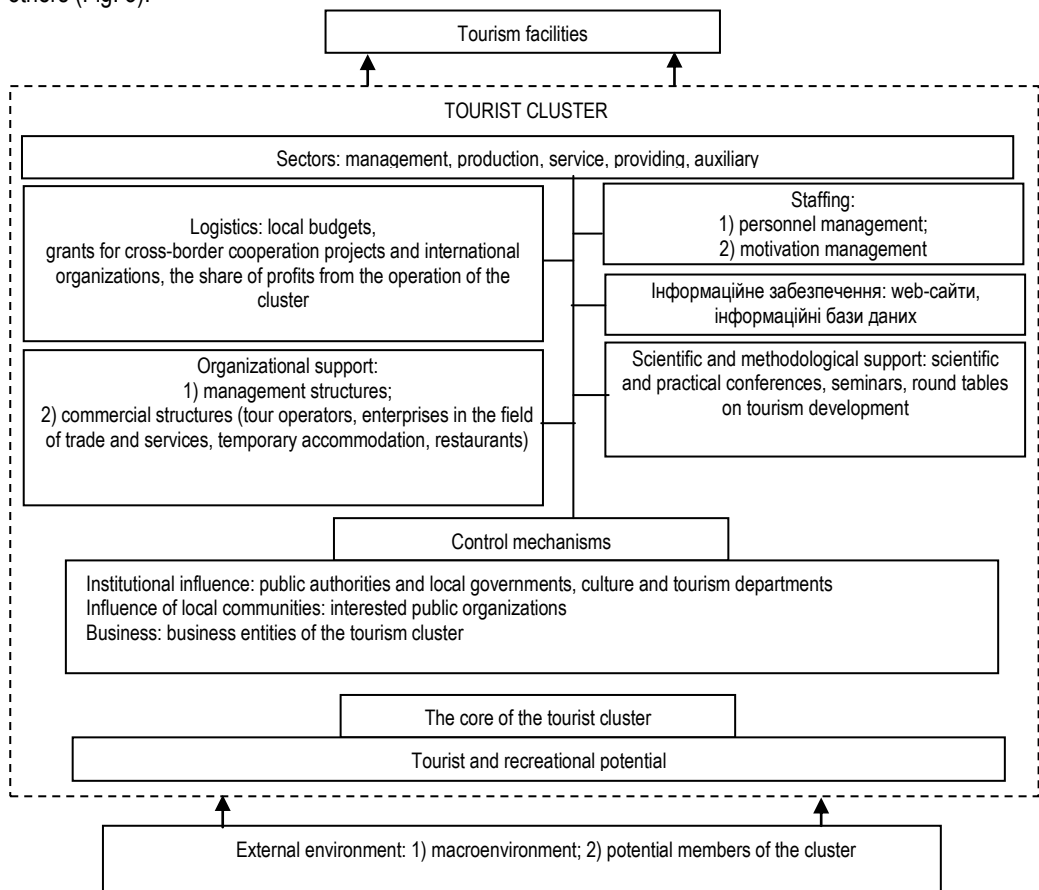 others (Fig. 3).
Tourism facilities
TOURIST CLUSTER
Sectors: management, production, service, providing, auxiliary
Logistics: local budgets,
grants for cross-border cooperation projects and international
organizations, the share of profits from the operation of the
cluster
Staffing:
1) personnel management;
2) motivation management
Інформаційне забезпечення: web-сайти,
інформаційні бази даних
Organizational support:
1) management structures;
2) commercial structures (tour operators, enterprises in the field
of trade and services, temporary accommodation, restaurants)
Scientific and methodological support: scientific
and practical conferences, seminars, round tables
on tourism development
Control mechanisms
Institutional influence: public authorities and local governments, culture and tourism departments
Influence of local communities: interested public organizations
Business: business entities of the tourism cluster
The core of the tourist cluster
Tourist and recreational potential
External environment: 1) macroenvironment; 2) potential members of the cluster